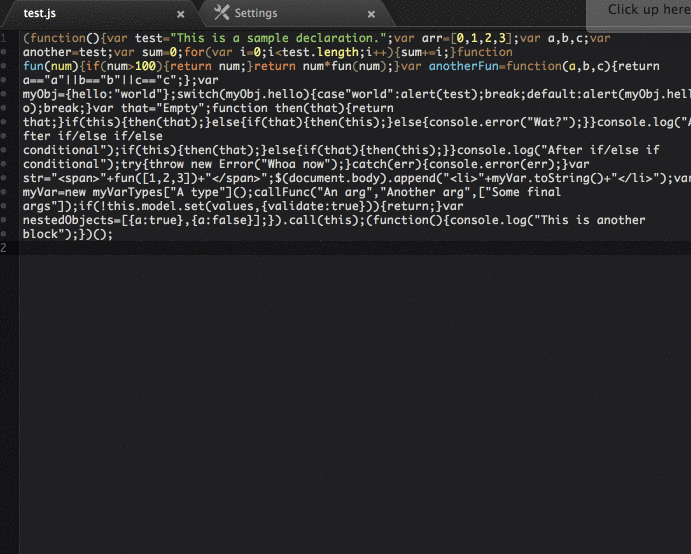 test.js
Settings
Click up here
1
(function(){var test="This is a sample declaration.";var arr=[0,1,2,3];var a,b,c;var
another=test;var sum=0;for(var i=0;i<test.length;i++){sum+=i;}function
fun(num){if(num>100){return num;}return num*fun(num);}var anotherFun=function(a,b,c){return
a=="a"||b=="b"||c=="c";};var
myObj={hello:"world"};switch(myObj.hello){case"world":alert(test);break;default:alert(myObj.hell
o);break;}var that="Empty";function then(that){return
that;}if(this){then(that);}else{if(that){then(this);}else{console.error("Wat?");}}console.log("A
fter if/else if/else
conditional");if(this){then(that);}else{if(that){then(this);}}console.log("After if/else if
conditional");try{throw new Error("Whoa now");}catch(err){console.error(err);}var
str="<span>"+fun([1,2,3])+"</span>";$(document.body).append("<li>"+myVar.toString()+"</li>");var
myVar=new myVarTypes["A type"]();callFunc("An arg","Another arg",["Some final
args"]);if(!this.model.set(values,{validate:true})){return;}var
nestedObjects=[{a:true},{a:false}];}).call(this);(function(){console.log("This is another
block");})();
2